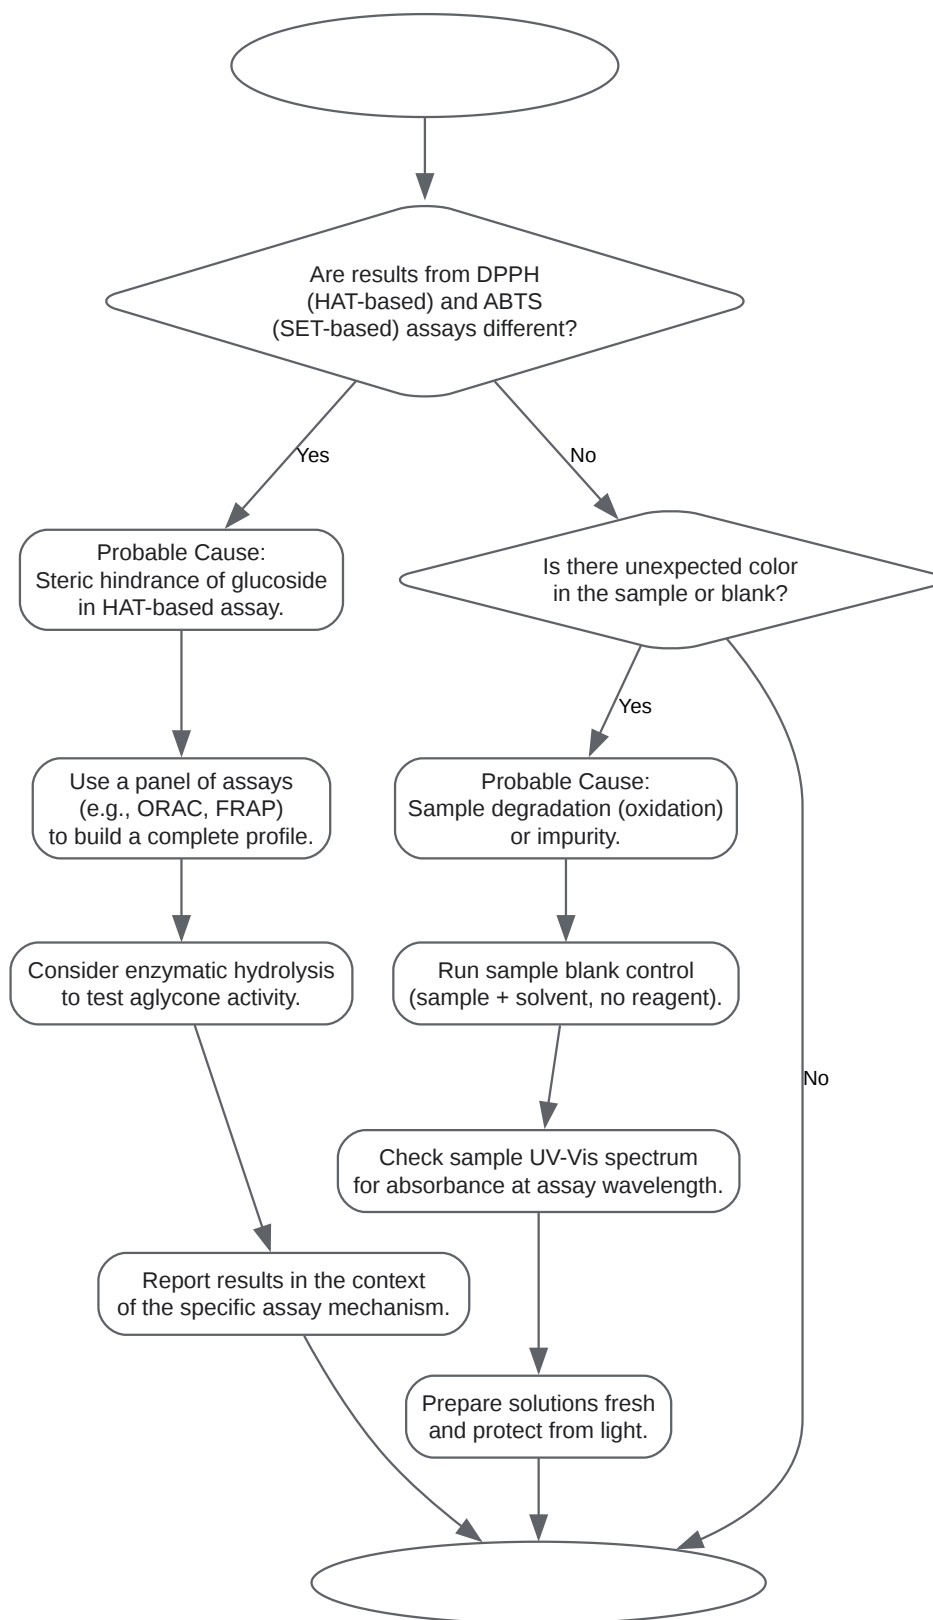 Are results from DPPH
(HAT-based) and ABTS
(SET-based) assays different?
Yes
No
Probable Cause:
Steric hindrance of glucoside
in HAT-based assay.
Is there unexpected color
in the sample or blank?
Yes
Use a panel of assays
(e.g., ORAC, FRAP)
to build a complete profile.
Probable Cause:
Sample degradation (oxidation)
or impurity.
Consider enzymatic hydrolysis
to test aglycone activity.
Run sample blank control
(sample + solvent, no reagent).
No
Check sample UV-Vis spectrum
for absorbance at assay wavelength.
Report results in the context
of the specific assay mechanism.
Prepare solutions fresh
and protect from light.